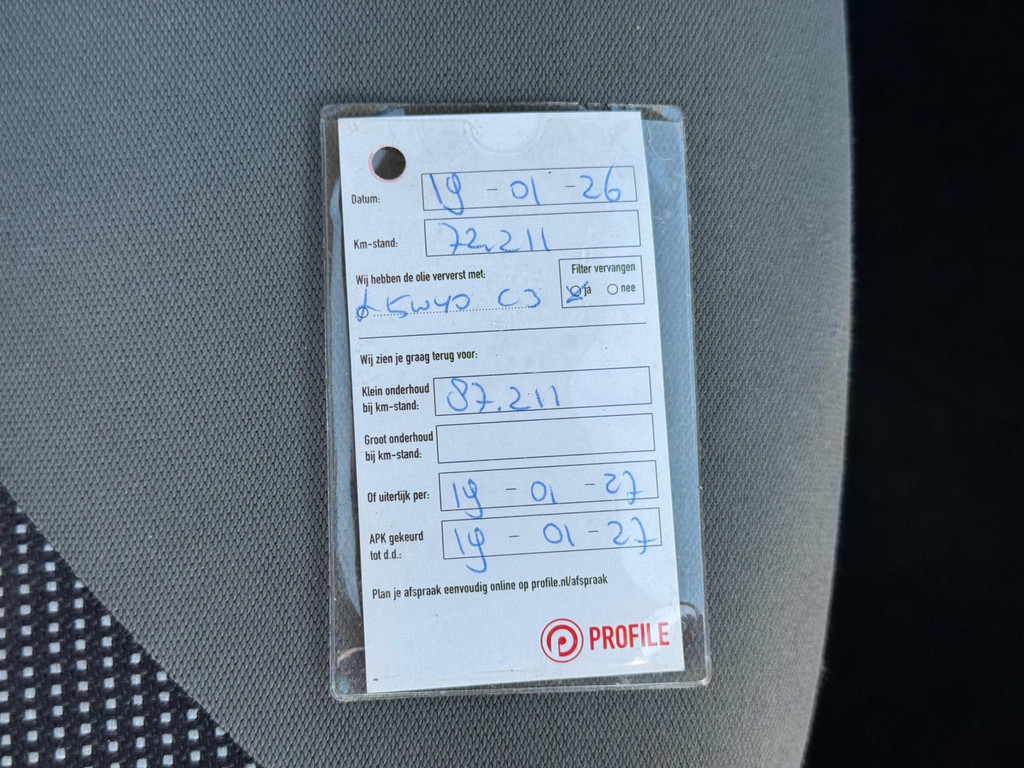 Datum: 19 - 01 - 26
Km-stand: 72.211
Wij hebben de olie ververst met:
Filter vervangen
5W40 C3
ja nee
Wij zien je graag terug voor:
Klein onderhoud
bij km-stand: 87.211
Groot onderhoud
bij km-stand:
Of uiterlijk per: 19 - 01 - 27
APK gekeurd
tot d.d.: 19 - 01 - 27
Plan je afspraak eenvoudig online op profile.nl/afspraak
PROFILE